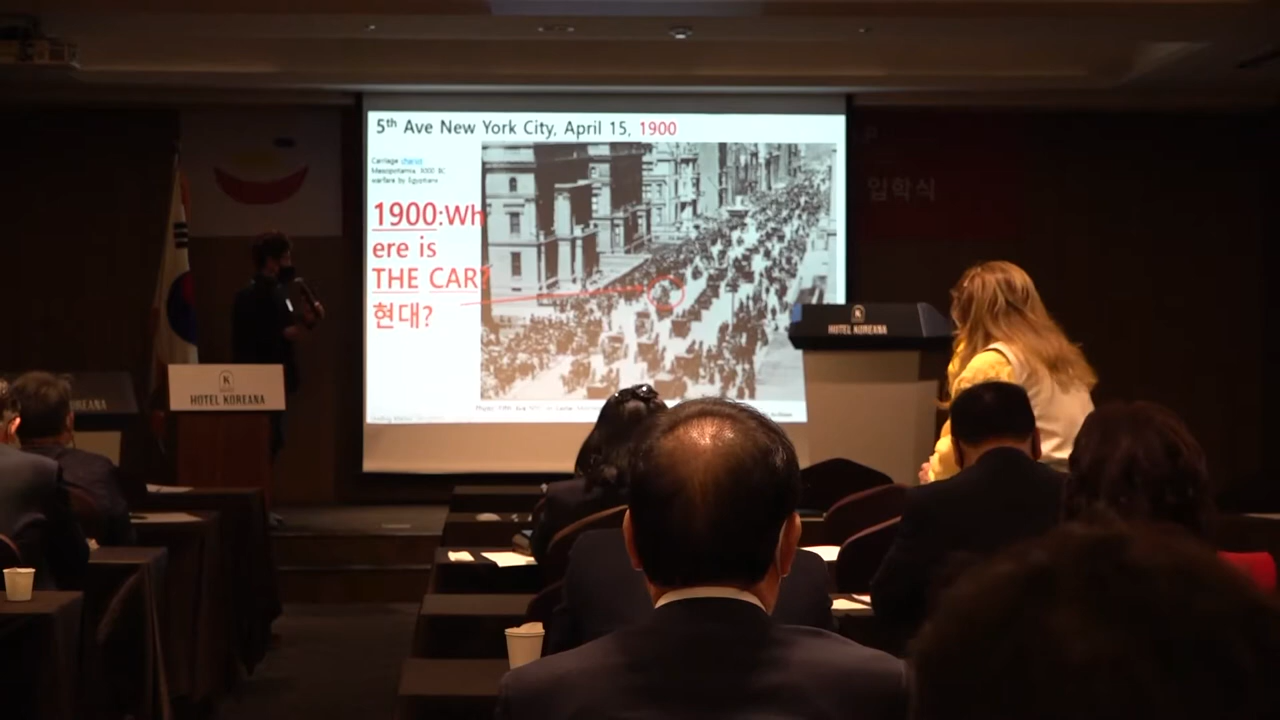 5th Ave New York City, April 15, 1900
Carriage chariot
Mesopotamia 3000 BC
warfare by Egyptians
1900:Wh
ere is
THE CAR?
현대?
입학식
HOTEL KOREANA
HOTEL KOREANA
KOREANA